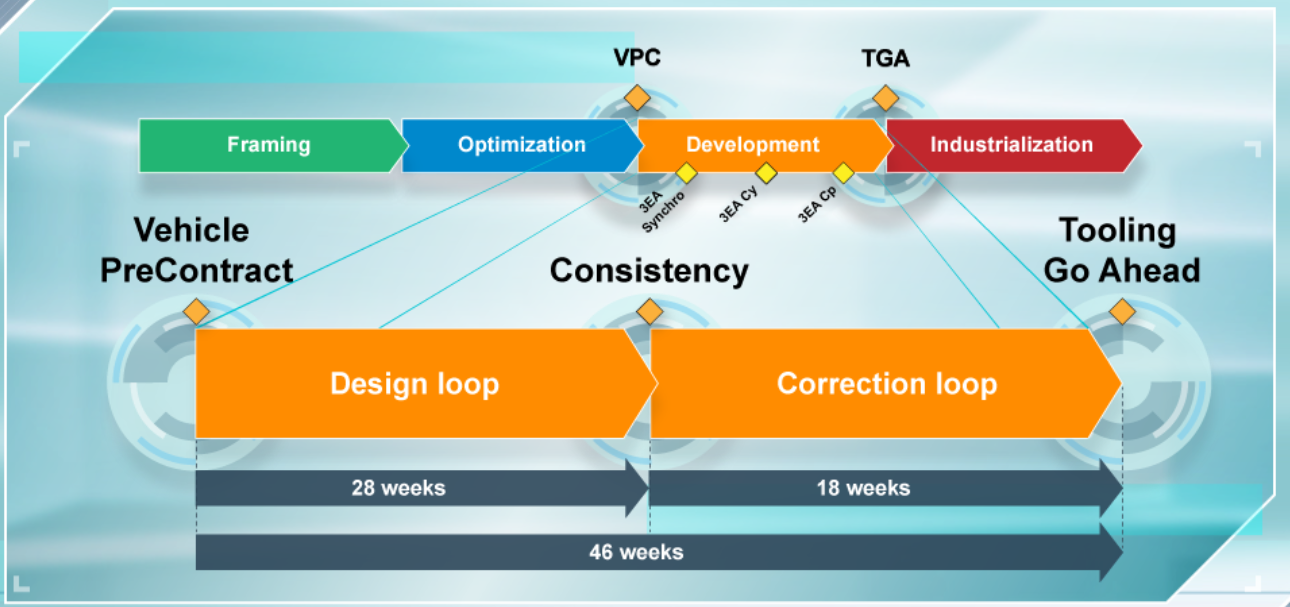 VPC
TGA
Framing
Optimization
Development
Industrialization
3EA
Synchro
3EA Cy
3EA Cp
Vehicle
PreContract
Consistency
Tooling
Go Ahead
Design loop
Correction loop
28 weeks
18 weeks
46 weeks